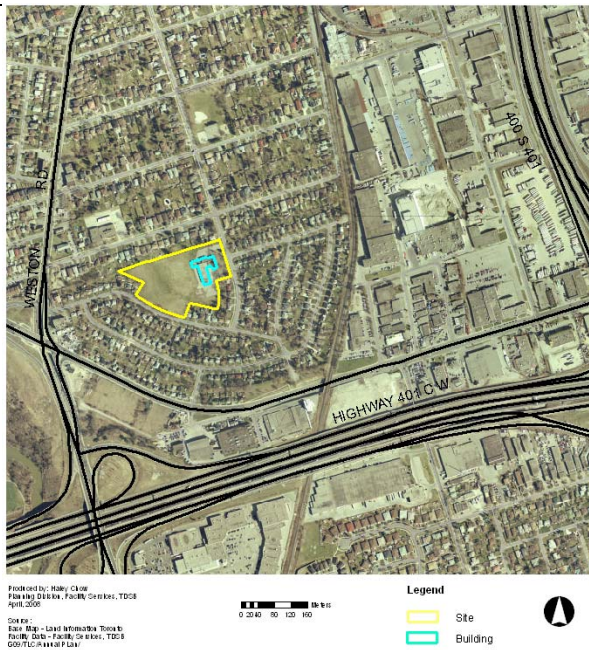 400 S 401
WESTON RD
HIGHWAY 401 C W
Produced by: Haley Chow
Planning Division, Facility Services, TDSB
April, 2008
Source:
Base Map - Land Information Toronto
Facility Data - Facility Services, TDSB
G09/TLC/Annual Plan/
Meters
0 20 40 80 120 160
Legend
Site
Building